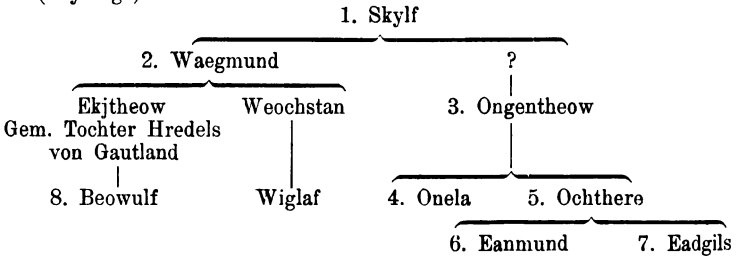 1. Skylf
2. Waegmund ?
Ekjtheow Weochstan 3. Ongentheow
Gem. Tochter Hredels
von Gautland
8. Beowulf Wiglaf 4. Onela 5. Ochthere
6. Eanmund 7. Eadgils